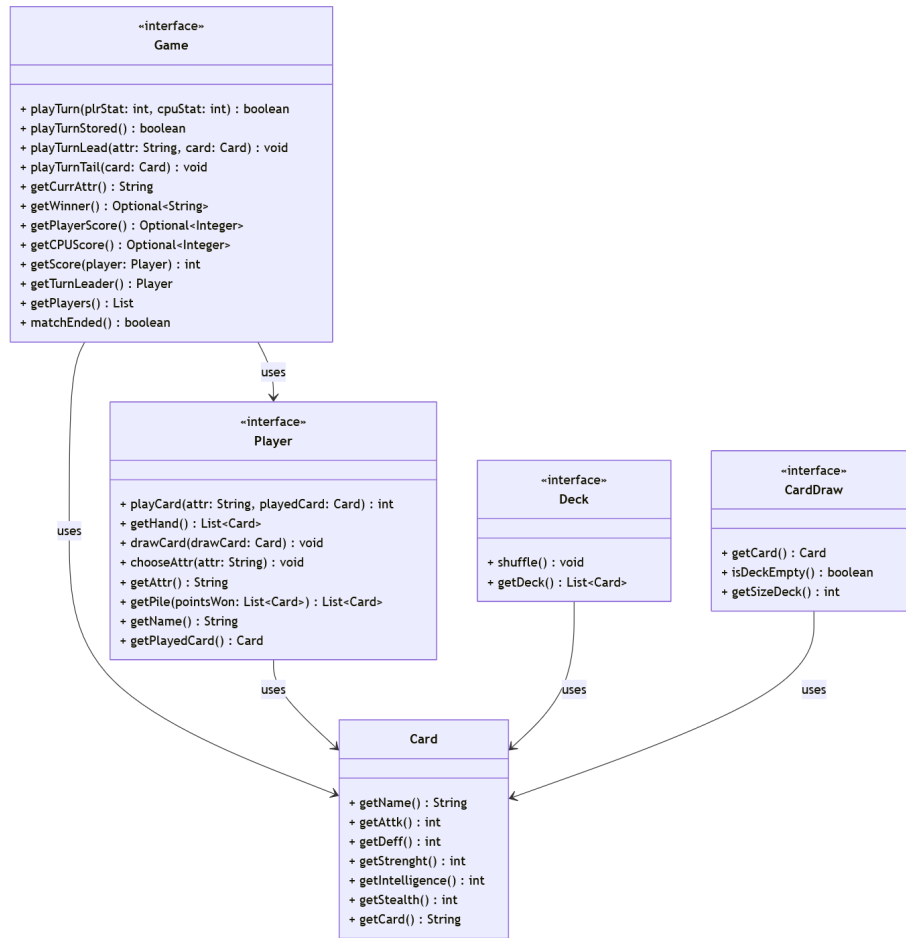 «interface»
Game
+ playTurn(plrStat: int, cpuStat: int) : boolean
+ playTurnStored() : boolean
+ playTurnLead(attr: String, card: Card) : void
+ playTurnTail(card: Card) : void
+ getCurrAttr() : String
+ getWinner() : Optional<String>
+ getPlayerScore() : Optional<Integer>
+ getCPUScore() : Optional<Integer>
+ getScore(player: Player) : int
+ getTurnLeader() : Player
+ getPlayers() : List
+ matchEnded() : boolean
uses
uses
«interface»
Player
+ playCard(attr: String, playedCard: Card) : int
+ getHand() : List<Card>
+ drawCard(drawCard: Card) : void
+ chooseAttr(attr: String) : void
+ getAttr() : String
+ getPile(pointsWon: List<Card>) : List<Card>
+ getName() : String
+ getPlayedCard() : Card
«interface»
Deck
+ shuffle() : void
+ getDeck() : List<Card>
«interface»
CardDraw
+ getCard() : Card
+ isDeckEmpty() : boolean
+ getSizeDeck() : int
uses
uses
uses
Card
+ getName() : String
+ getAttk() : int
+ getDeff() : int
+ getStrenght() : int
+ getIntelligence() : int
+ getStealth() : int
+ getCard() : String